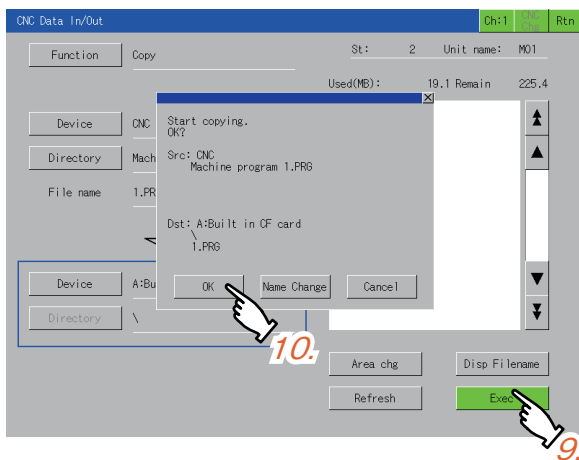 CNC Data In/Out
Ch:1
CNC Chg
Rtn
Function
Copy
St: 2 Unit name: M01
Used(MB): 19.1 Remain 225.4
Device
CNC
Directory
Mach
File name
1.PR
Start copying.
OK?
Src: CNC
Machine program 1.PRG
Dst: A:Built in CF card
\
1.PRG
OK
Name Change
Cancel
Device
A:Bu
Directory
\
10.
Area chg
Disp Filename
Refresh
Exec
9.